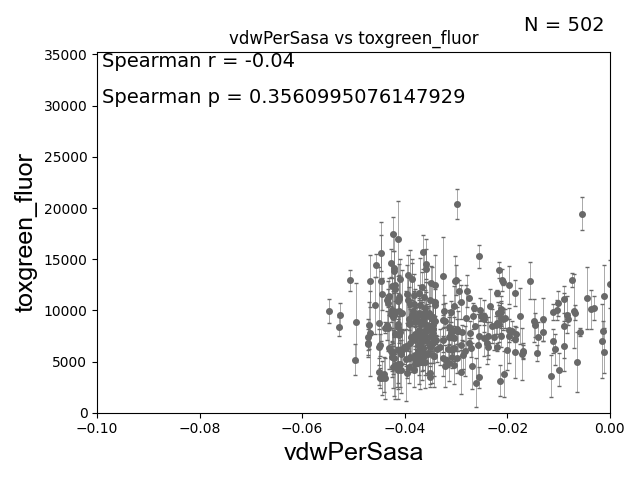 N = 502
vdwPerSasa vs toxgreen_fluor
Spearman r = -0.04
Spearman p = 0.3560995076147929
35000
30000
25000
20000
15000
10000
5000
0
toxgreen_fluor
−0.10 −0.08 −0.06 −0.04 −0.02 0.00
vdwPerSasa